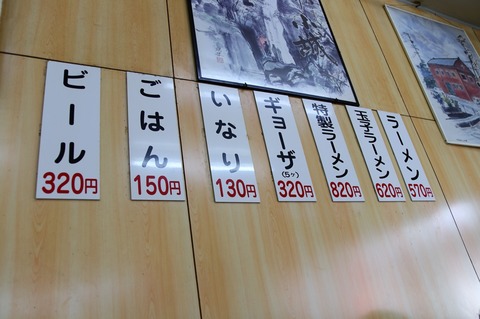 ラーメン
570円
玉子ラーメン
620円
特製ラーメン
820円
ギョーザ
(5ヶ)
320円
いなり
130円
ごはん
150円
ビール
320円